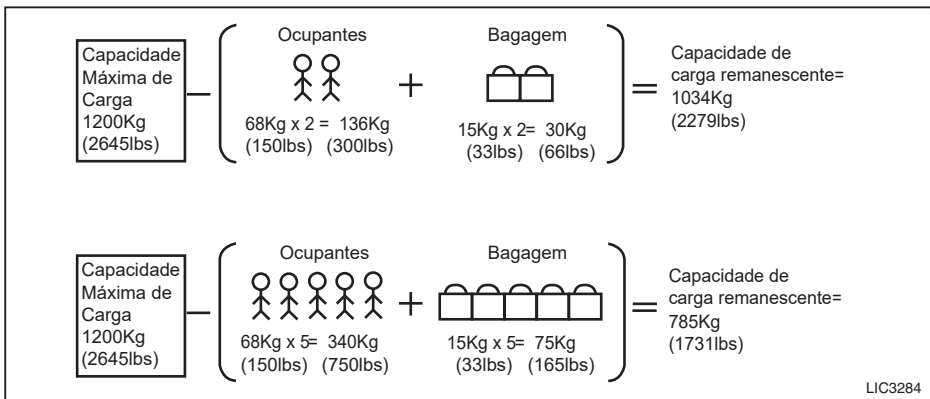 Capacidade
Máxima de
Carga
1200Kg
(2645lbs)
Ocupantes
68Kg x 2 = 136Kg
(150lbs) (300lbs)
Bagagem
15Kg x 2= 30Kg
(33lbs) (66lbs)
Capacidade de
carga remanescente=
1034Kg
(2279lbs)
Capacidade
Máxima de
Carga
1200Kg
(2645lbs)
Ocupantes
68Kg x 5= 340Kg
(150lbs) (750lbs)
Bagagem
15Kg x 5= 75Kg
(33lbs) (165lbs)
Capacidade de
carga remanescente=
785Kg
(1731lbs)
LIC3284